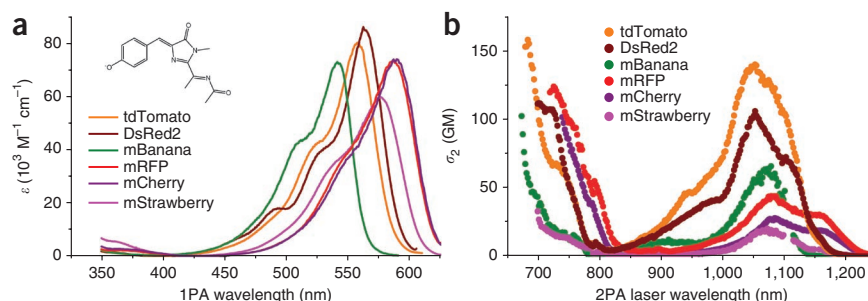 a
80
60
40
20
0
ε (10³ M⁻¹ cm⁻¹)
O
N
N
N
O
⁻O
tdTomato
DsRed2
mBanana
mRFP
mCherry
mStrawberry
350 400 450 500 550 600
1PA wavelength (nm)
b
150
100
50
0
σ₂ (GM)
tdTomato
DsRed2
mBanana
mRFP
mCherry
mStrawberry
700 800 900 1,000 1,100 1,200
2PA laser wavelength (nm)